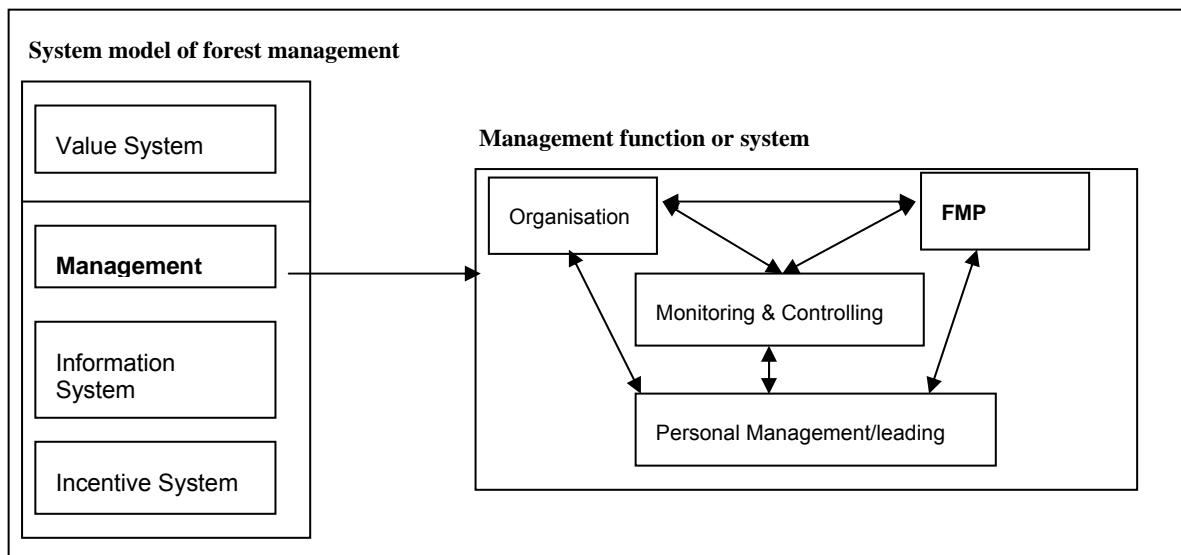 System model of forest management
Value System
Management
Information
System
Incentive System
Management function or system
Organisation
FMP
Monitoring & Controlling
Personal Management/leading